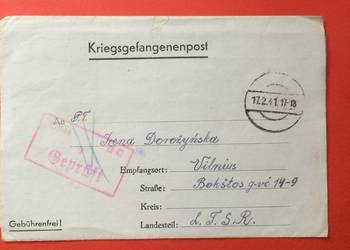 Kriegsgefangenenpost
17.2.41.17-18
An P.T.
Geprüft
Irena Dorożyńska
Empfangsort: Vilnius
Straße: Bokštos g-vė 14-9
Kreis:
Gebührenfrei! Landesteil: L.T.S.R.